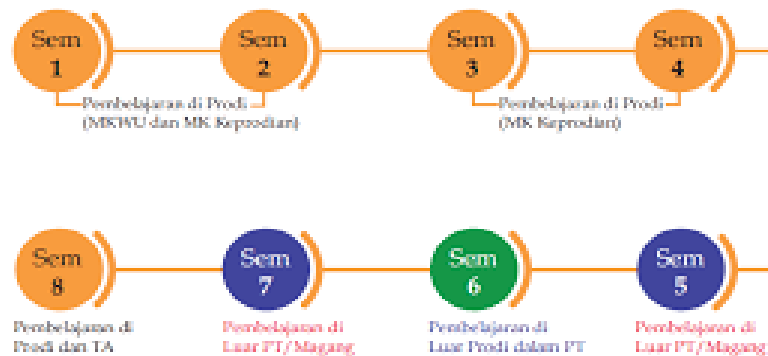 Sem
1
Sem
2
Sem
3
Sem
4
Pembelajaran di Prodi
(MKWU dan MK Keprodian)
Pembelajaran di Prodi
(MK Keprodian)
Sem
8
Sem
7
Sem
6
Sem
5
Pembelajaran di
Prodi dan TA
Pembelajaran di
Luar PT/Magang
Pembelajaran di
Luar Prodi dalam PT
Pembelajaran di
Luar PT/Magang